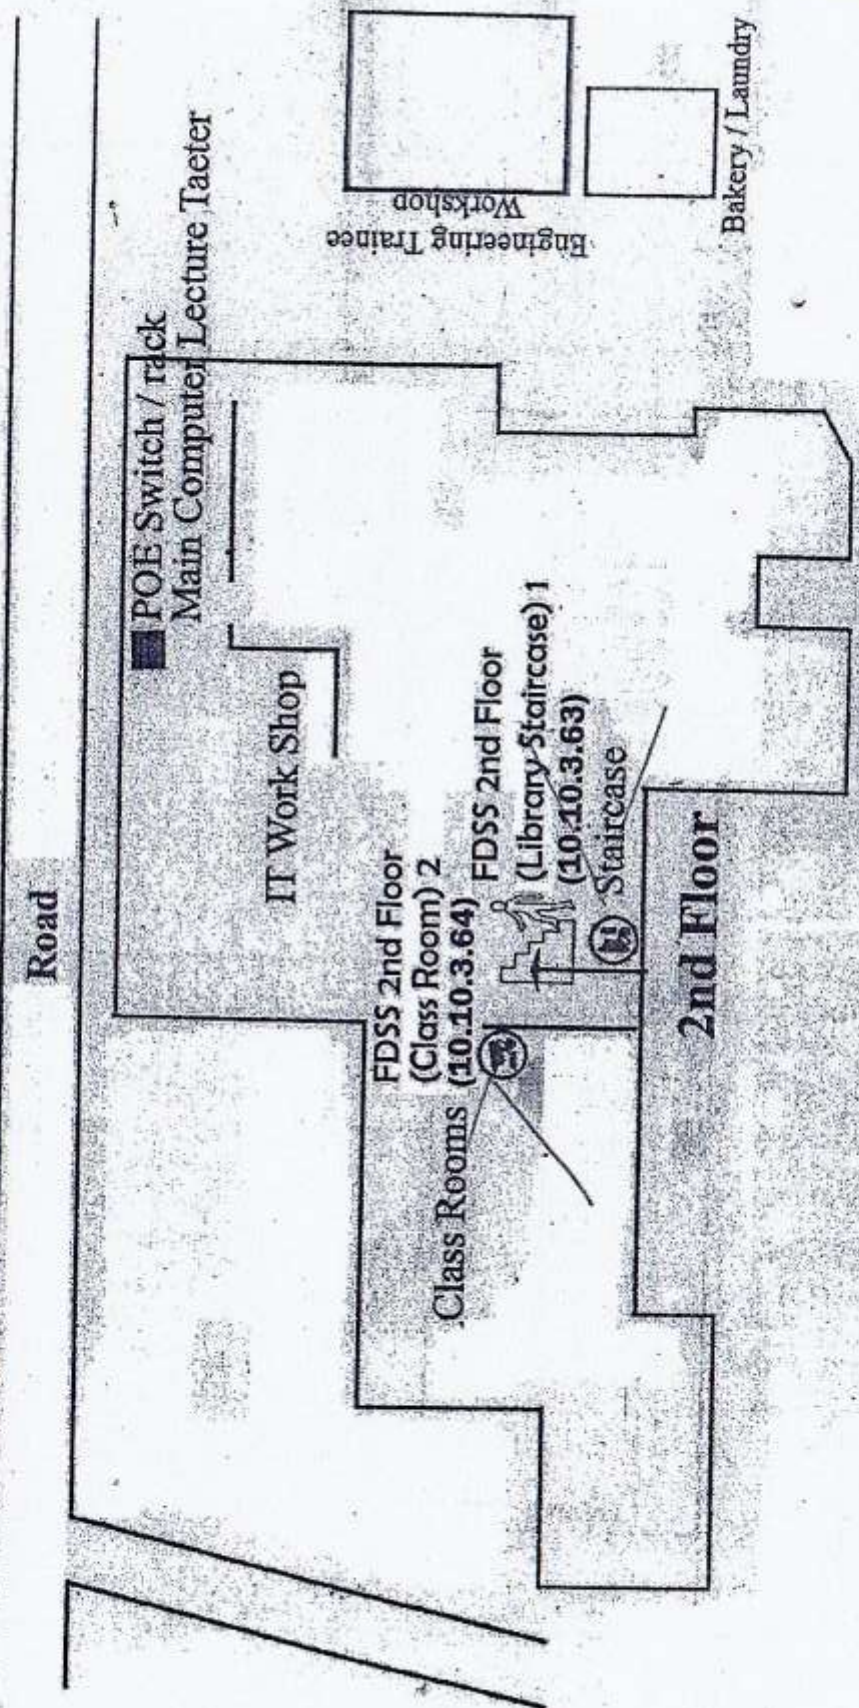 Road
POE Switch / rack
Main Computer Lecture Taeter
IT Work Shop
FDSS 2nd Floor
(Class Room) 2
(10.10.3.64)
Class Rooms
FDSS 2nd Floor
(Library Staircase) 1
(10.10.3.63)
Staircase
2nd Floor
Engineering Trainee
Workshop
Bakery / Laundry